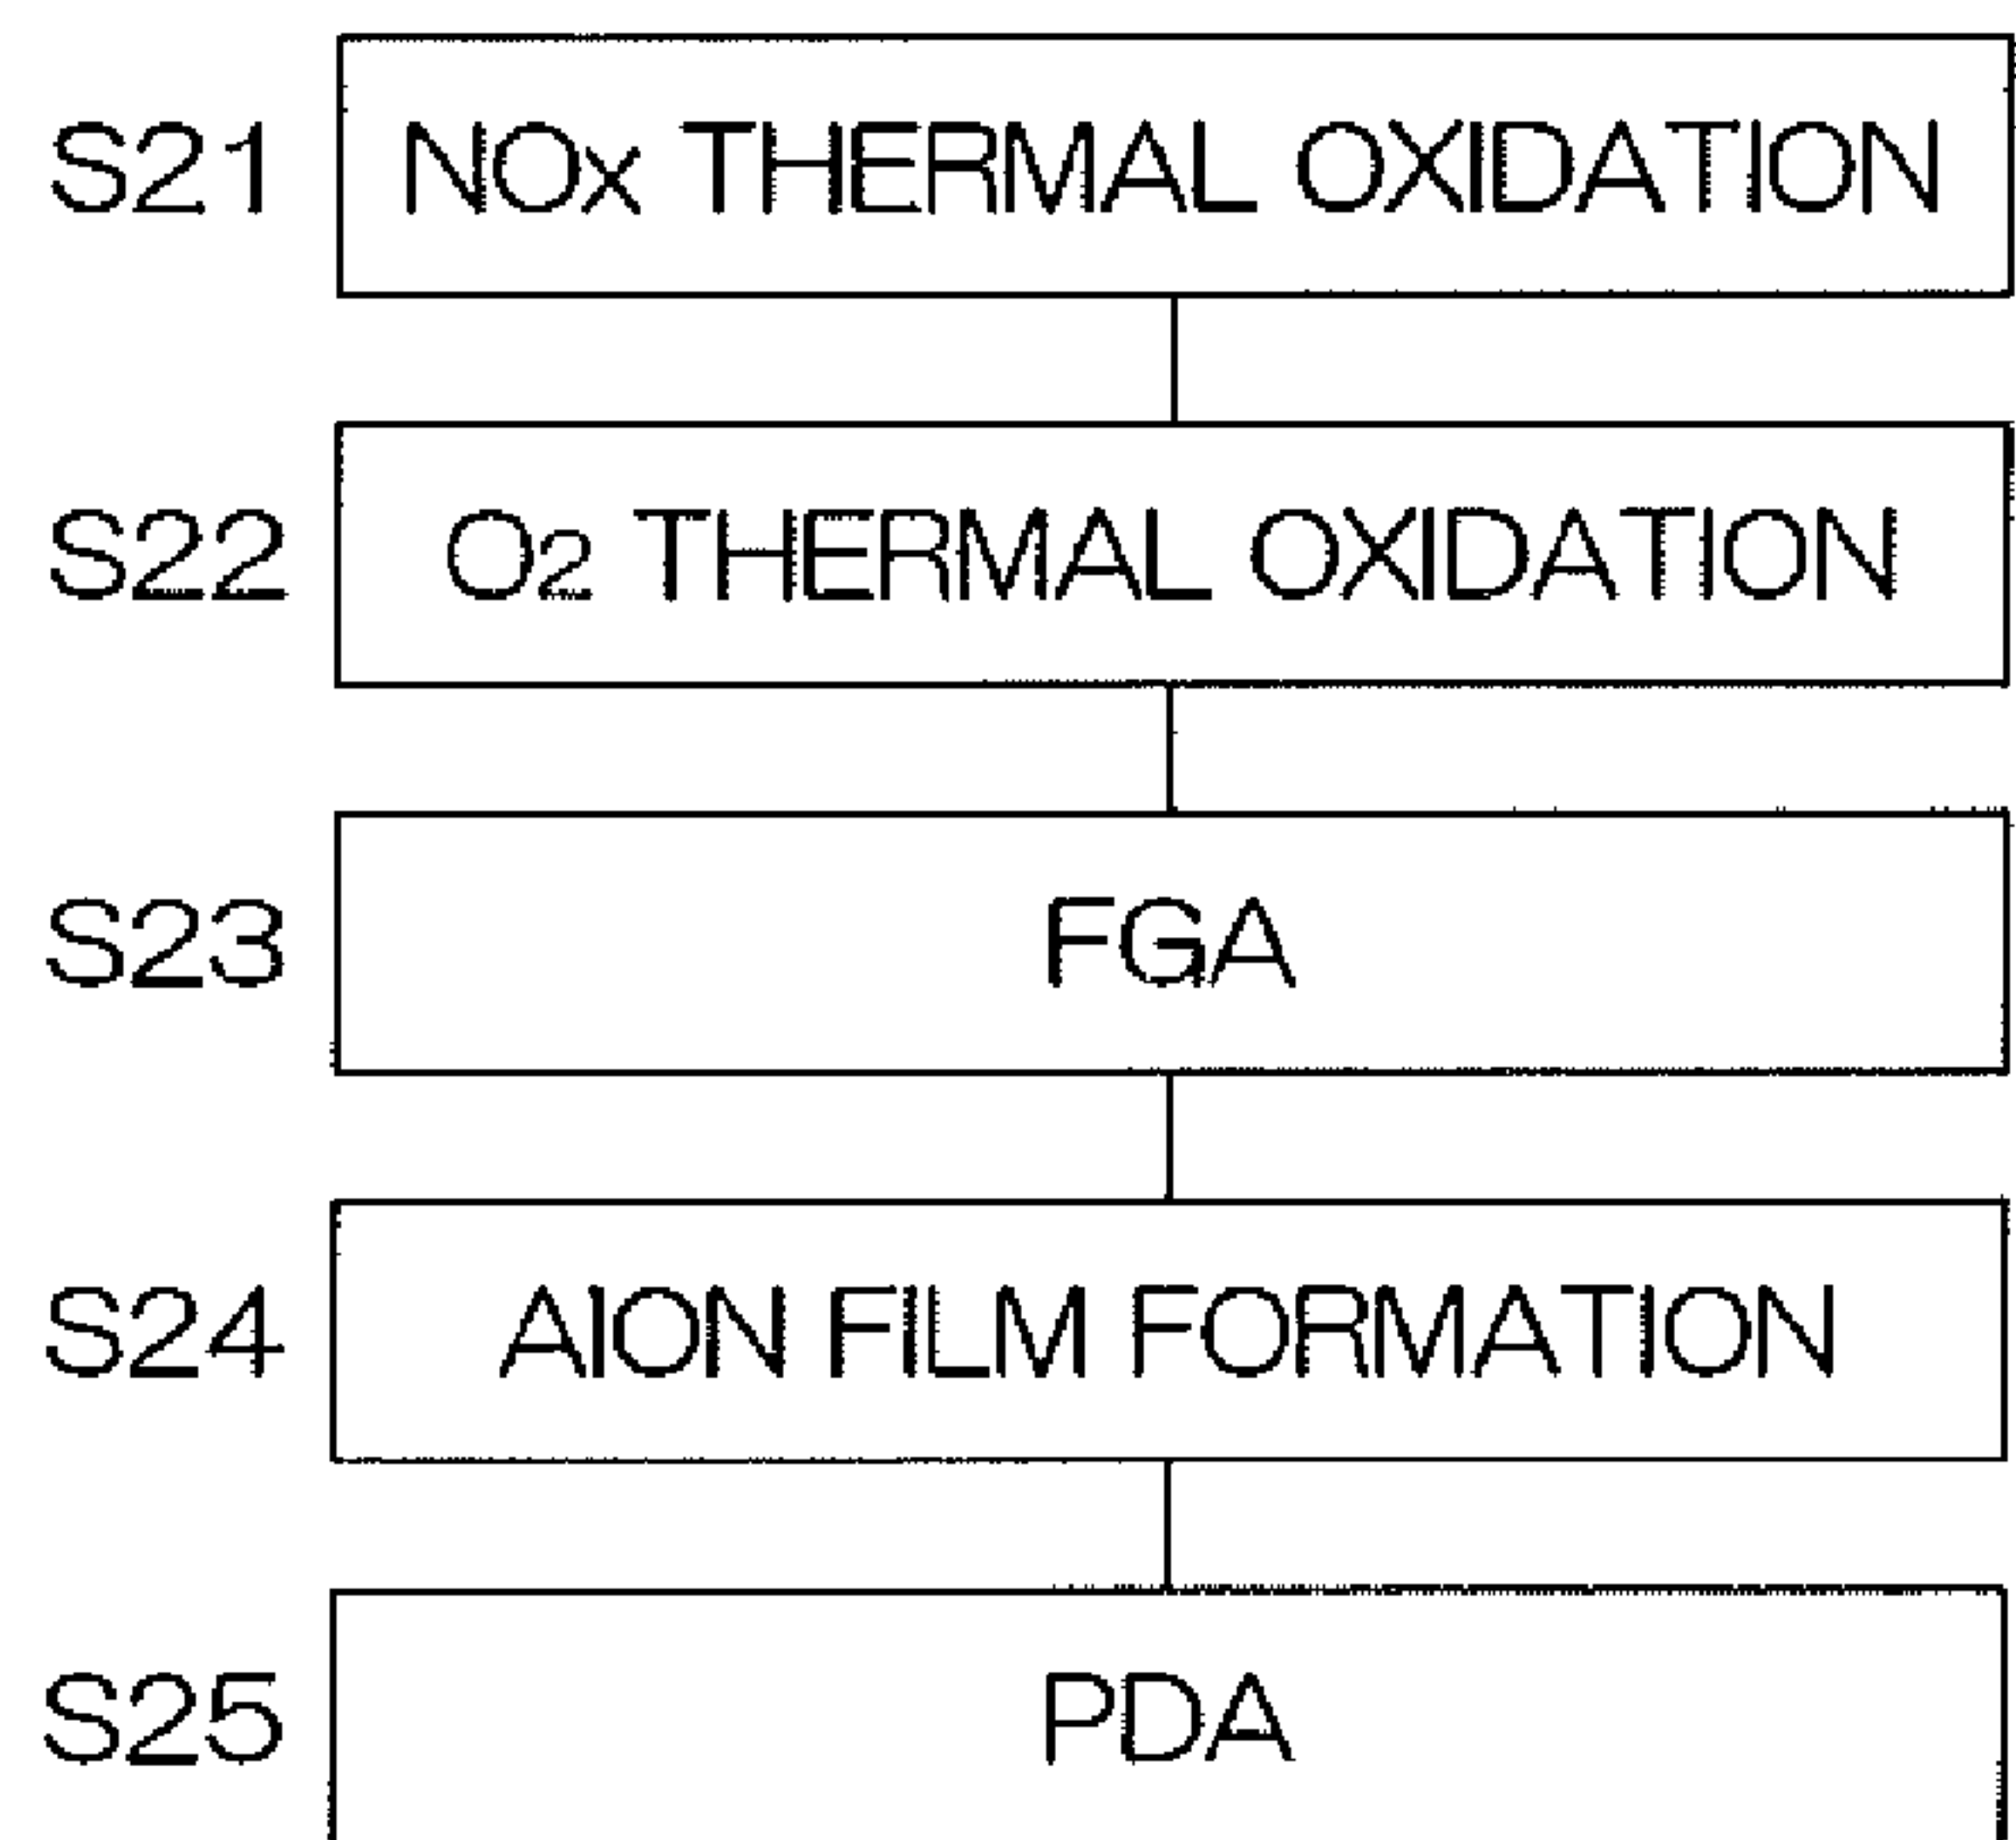 S21 NOx THERMAL OXIDATION
S22 O2 THERMAL OXIDATION
S23 FGA
S24 AlON FILM FORMATION
S25 PDA